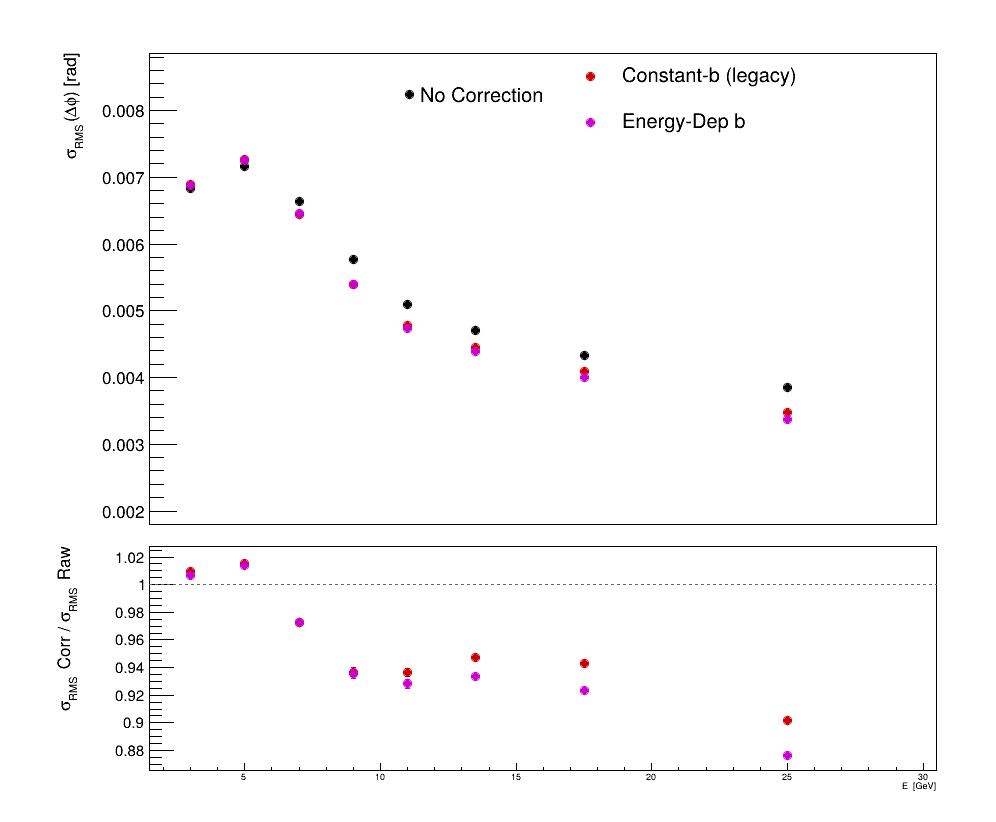 σRMS(Δϕ) [rad]
No Correction
Constant-b (legacy)
Energy-Dep b
0.008
0.007
0.006
0.005
0.004
0.003
0.002
σRMS Corr / σRMS Raw
1.02
1
0.98
0.96
0.94
0.92
0.9
0.88
5 10 15 20 25 30
E [GeV]